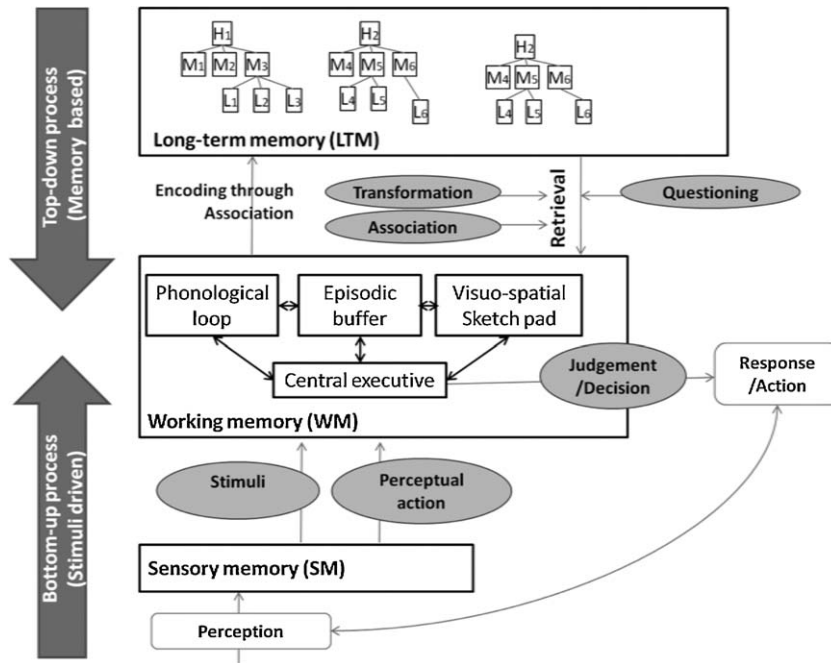 Top-down process
(Memory based)
H1
M1 M2 M3
L1 L2 L3
H2
M4 M5 M6
L4 L5
L6
H2
M4 M5 M6
L4 L5 L6
Long-term memory (LTM)
Encoding through
Association
Transformation
Association
Retrieval
Questioning
Phonological
loop
Episodic
buffer
Visuo-spatial
Sketch pad
Central executive
Judgement
/Decision
Response
/Action
Working memory (WM)
Bottom-up process
(Stimuli driven)
Stimuli
Perceptual
action
Sensory memory (SM)
Perception